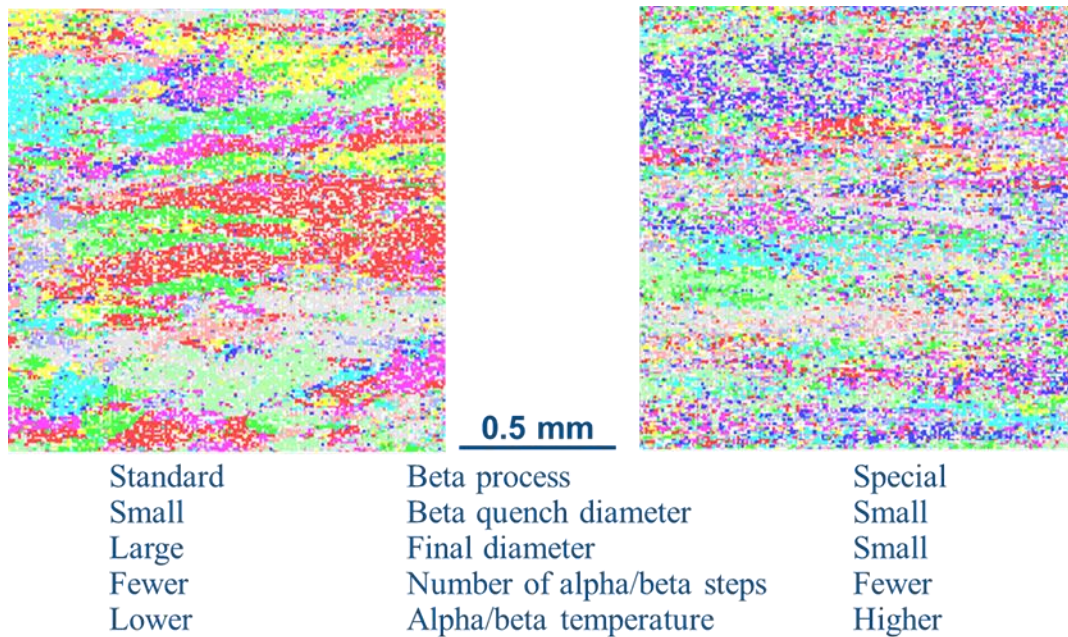 0.5 mm
Standard Beta process Special
Small Beta quench diameter Small
Large Final diameter Small
Fewer Number of alpha/beta steps Fewer
Lower Alpha/beta temperature Higher